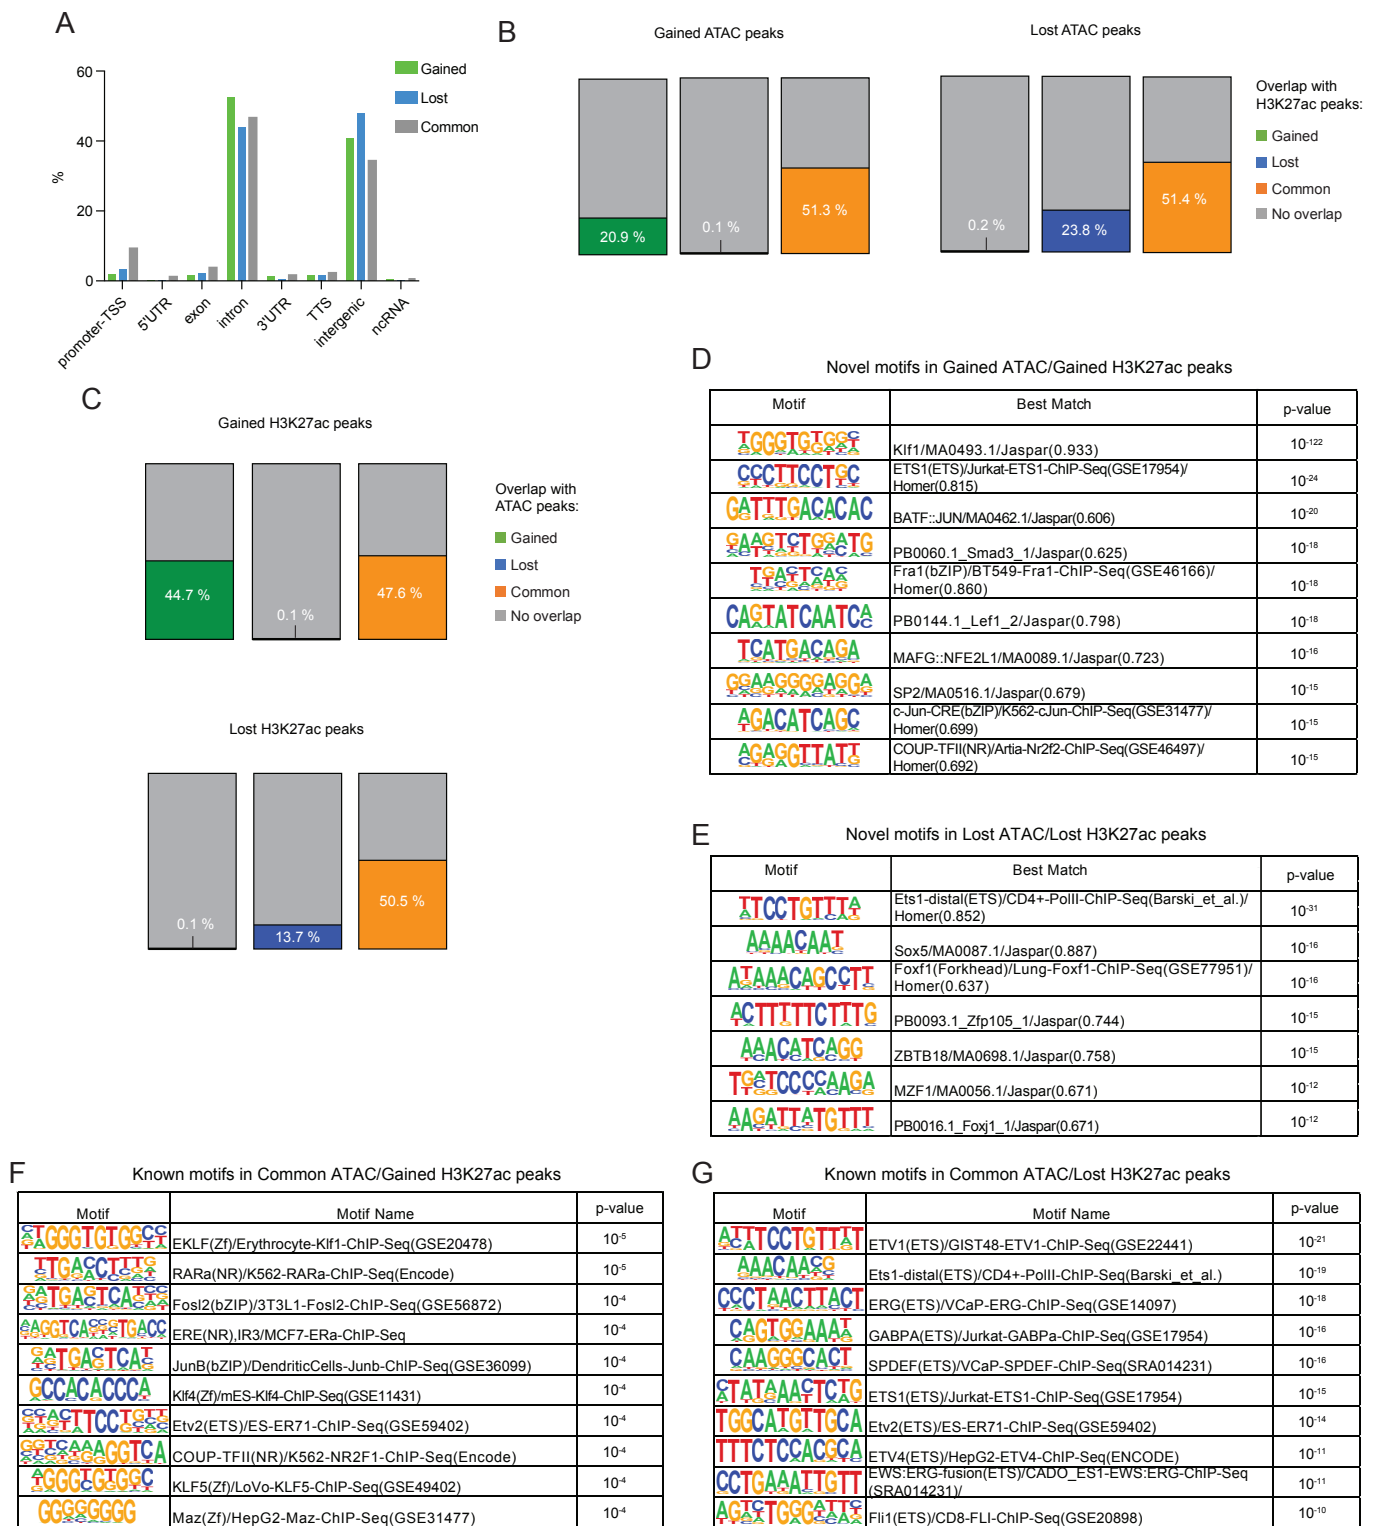 A
60
40
20
0
%
Gained
Lost
Common
promoter-TSS
5'UTR
exon
intron
3'UTR
TTS
intergenic
ncRNA
B
Gained ATAC peaks
Lost ATAC peaks
20.9 %
0.1 %
51.3 %
0.2 %
23.8 %
51.4 %
Overlap with
H3K27ac peaks:
Gained
Lost
Common
No overlap
C
Gained H3K27ac peaks
44.7 %
0.1 %
47.6 %
Overlap with
ATAC peaks:
Gained
Lost
Common
No overlap
Lost H3K27ac peaks
0.1 %
13.7 %
50.5 %
D
Novel motifs in Gained ATAC/Gained H3K27ac peaks
Motif Best Match p-value
Klf1/MA0493.1/Jaspar(0.933) 10-122
ETS1(ETS)/Jurkat-ETS1-ChIP-Seq(GSE17954)/
Homer(0.815) 10-24
BATF::JUN/MA0462.1/Jaspar(0.606) 10-20
PB0060.1_Smad3_1/Jaspar(0.625) 10-18
Fra1(bZIP)/BT549-Fra1-ChIP-Seq(GSE46166)/
Homer(0.860) 10-18
PB0144.1_Lef1_2/Jaspar(0.798) 10-18
MAFG::NFE2L1/MA0089.1/Jaspar(0.723) 10-16
SP2/MA0516.1/Jaspar(0.679) 10-15
c-Jun-CRE(bZIP)/K562-cJun-ChIP-Seq(GSE31477)/
Homer(0.699) 10-15
COUP-TFII(NR)/Artia-Nr2f2-ChIP-Seq(GSE46497)/
Homer(0.692) 10-15
E
Novel motifs in Lost ATAC/Lost H3K27ac peaks
Motif Best Match p-value
Ets1-distal(ETS)/CD4+-PolII-ChIP-Seq(Barski_et_al.)/
Homer(0.852) 10-31
Sox5/MA0087.1/Jaspar(0.887) 10-16
Foxf1(Forkhead)/Lung-Foxf1-ChIP-Seq(GSE77951)/
Homer(0.637) 10-16
PB0093.1_Zfp105_1/Jaspar(0.744) 10-15
ZBTB18/MA0698.1/Jaspar(0.758) 10-15
MZF1/MA0056.1/Jaspar(0.671) 10-12
PB0016.1_Foxj1_1/Jaspar(0.671) 10-12
F
Known motifs in Common ATAC/Gained H3K27ac peaks
Motif Motif Name p-value
EKLF(Zf)/Erythrocyte-Klf1-ChIP-Seq(GSE20478) 10-5
RARa(NR)/K562-RARa-ChIP-Seq(Encode) 10-5
Fosl2(bZIP)/3T3L1-Fosl2-ChIP-Seq(GSE56872) 10-4
ERE(NR),IR3/MCF7-ERa-ChIP-Seq 10-4
JunB(bZIP)/DendriticCells-Junb-ChIP-Seq(GSE36099) 10-4
Klf4(Zf)/mES-Klf4-ChIP-Seq(GSE11431) 10-4
Etv2(ETS)/ES-ER71-ChIP-Seq(GSE59402) 10-4
COUP-TFII(NR)/K562-NR2F1-ChIP-Seq(Encode) 10-4
KLF5(Zf)/LoVo-KLF5-ChIP-Seq(GSE49402) 10-4
Maz(Zf)/HepG2-Maz-ChIP-Seq(GSE31477) 10-4
G
Known motifs in Common ATAC/Lost H3K27ac peaks
Motif Motif Name p-value
ETV1(ETS)/GIST48-ETV1-ChIP-Seq(GSE22441) 10-21
Ets1-distal(ETS)/CD4+-PolII-ChIP-Seq(Barski_et_al.) 10-19
ERG(ETS)/VCaP-ERG-ChIP-Seq(GSE14097) 10-18
GABPA(ETS)/Jurkat-GABPa-ChIP-Seq(GSE17954) 10-16
SPDEF(ETS)/VCaP-SPDEF-ChIP-Seq(SRA014231) 10-16
ETS1(ETS)/Jurkat-ETS1-ChIP-Seq(GSE17954) 10-15
Etv2(ETS)/ES-ER71-ChIP-Seq(GSE59402) 10-14
ETV4(ETS)/HepG2-ETV4-ChIP-Seq(ENCODE) 10-11
EWS:ERG-fusion(ETS)/CADO_ES1-EWS:ERG-ChIP-Seq
(SRA014231)/ 10-11
Fli1(ETS)/CD8-FLI-ChIP-Seq(GSE20898) 10-10